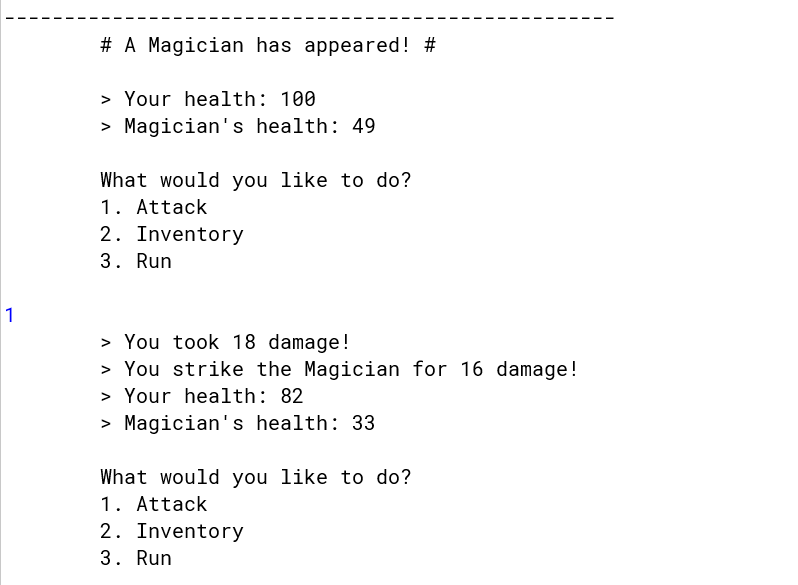 ---------------------------------------------------
# A Magician has appeared! #
> Your health: 100
> Magician's health: 49
What would you like to do?
1. Attack
2. Inventory
3. Run
1
> You took 18 damage!
> You strike the Magician for 16 damage!
> Your health: 82
> Magician's health: 33
What would you like to do?
1. Attack
2. Inventory
3. Run